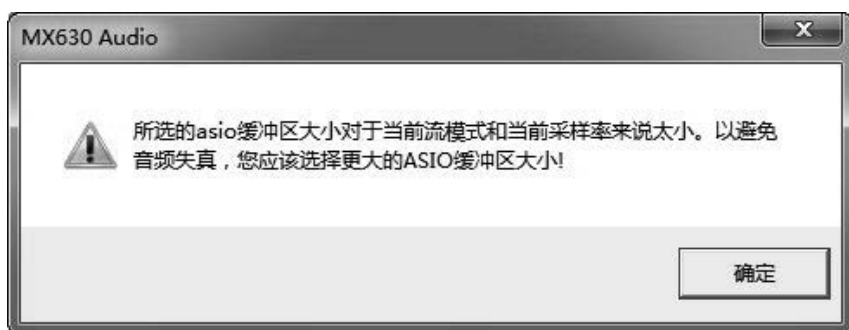 MX630 Audio
所选的asio缓冲区大小对于当前流模式和当前采样率来说太小。以避免
音频失真，您应该选择更大的ASIO缓冲区大小!
确定